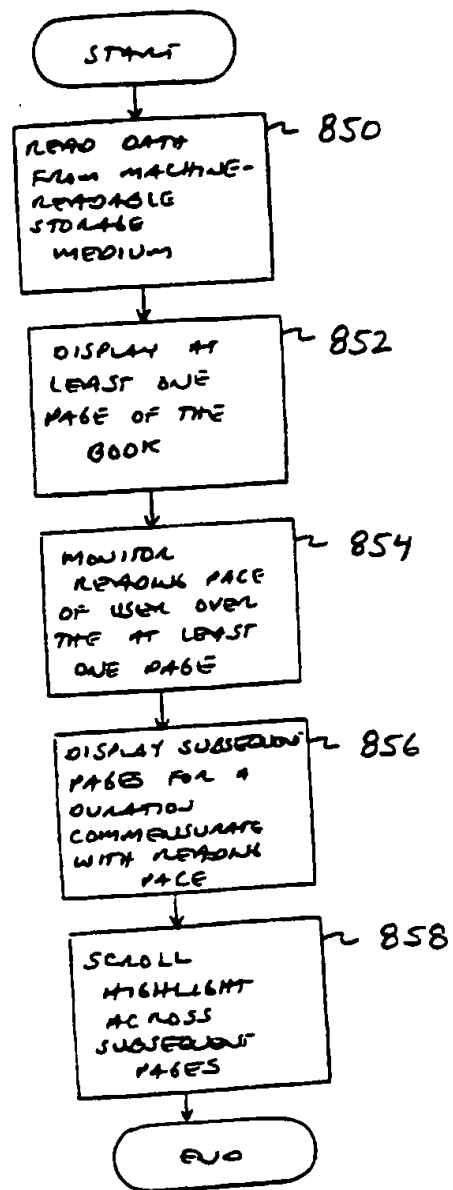 START
850
READ DATA
FROM MACHINE-
READABLE
STORAGE
MEDIUM
852
DISPLAY AT
LEAST ONE
PAGE OF THE
BOOK
854
MONITOR
READING PACE
OF USER OVER
THE AT LEAST
ONE PAGE
856
DISPLAY SUBSEQUENT
PAGES FOR A
DURATION
COMMENSURATE
WITH READING
PACE
858
SCROLL
HIGHLIGHT
ACROSS
SUBSEQUENT
PAGES
END